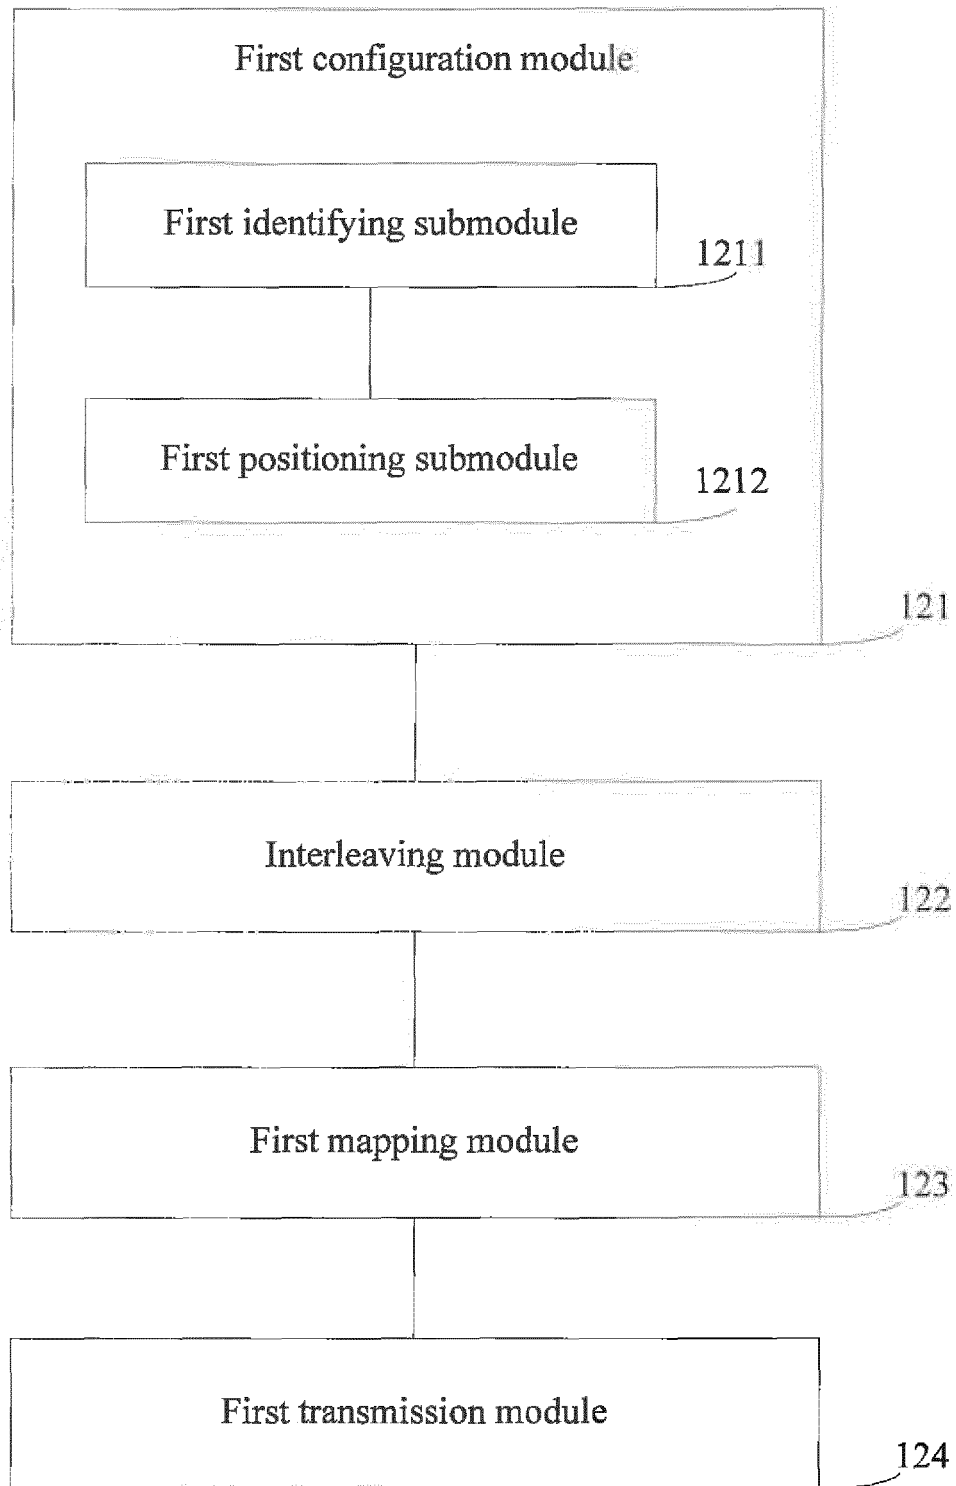 First configuration module
First identifying submodule
1211
First positioning submodule
1212
121
Interleaving module
122
First mapping module
123
First transmission module
124